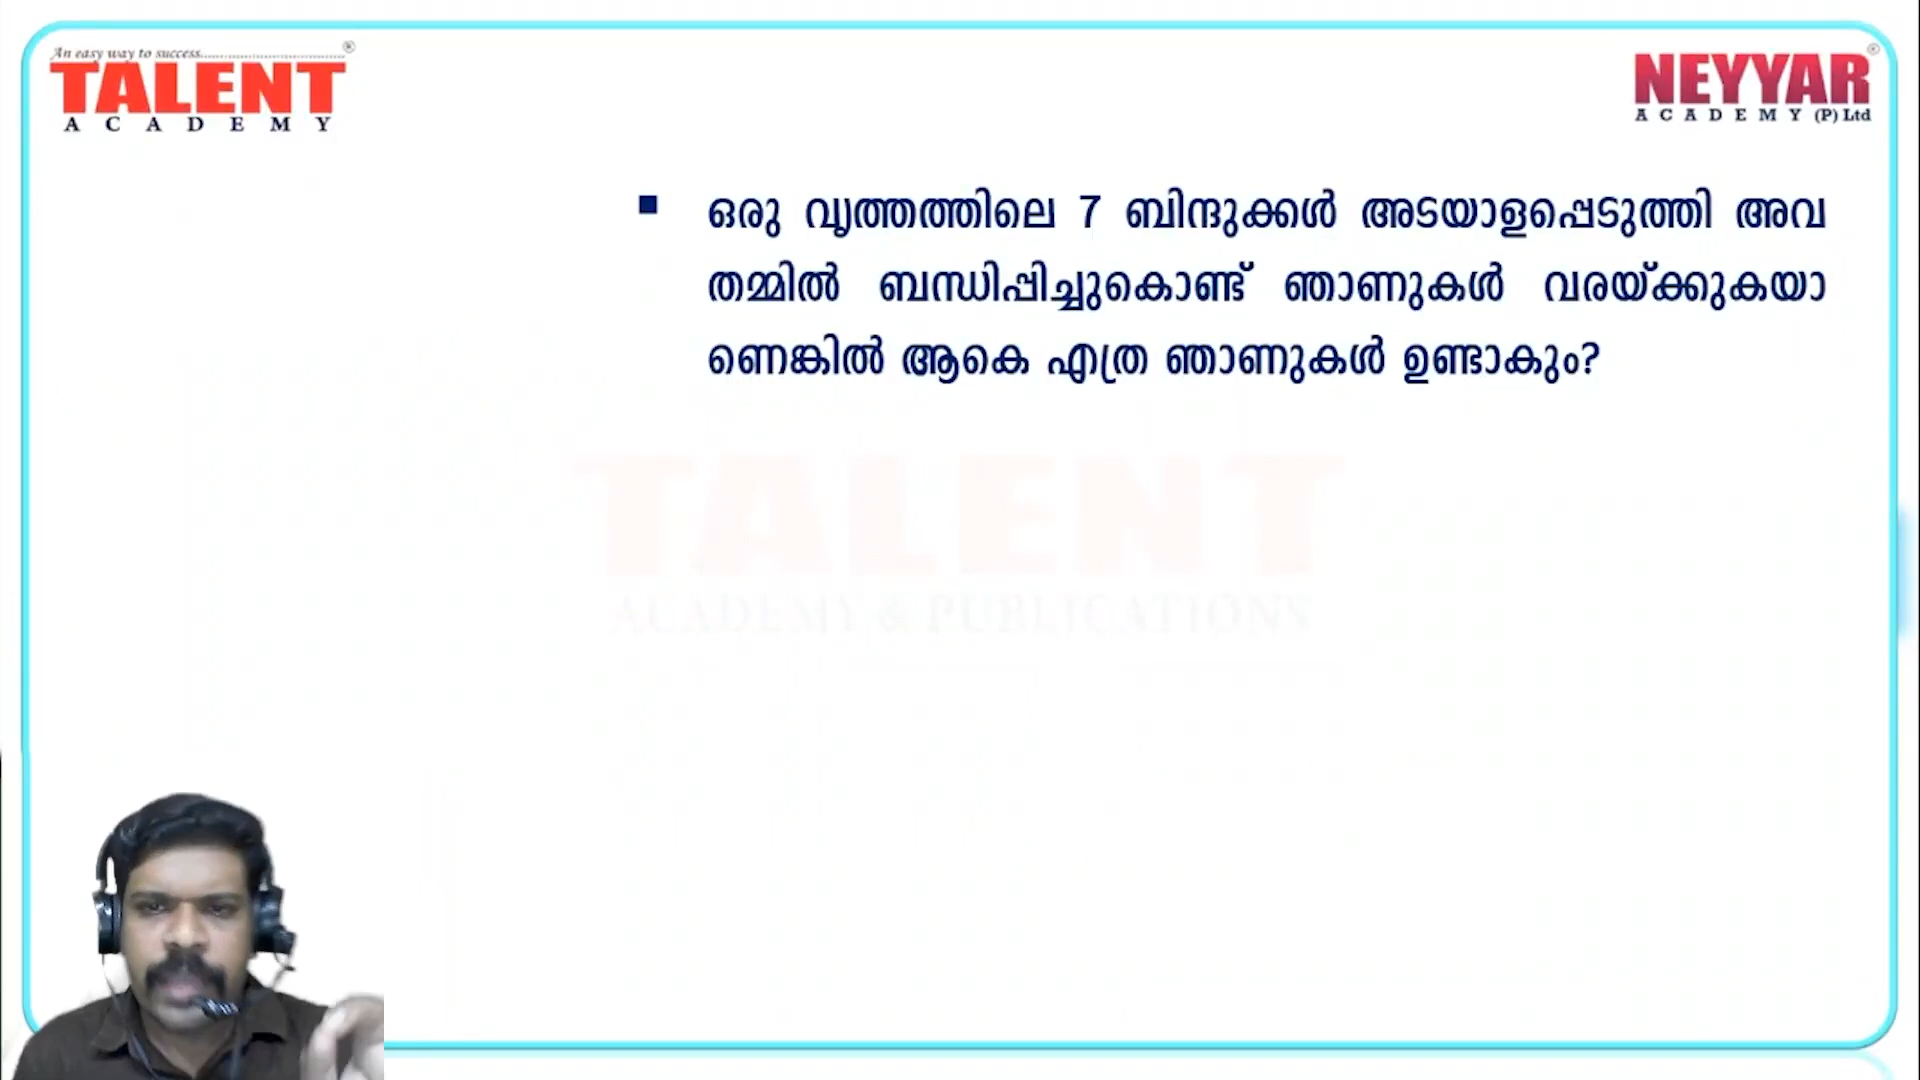 An easy way to success
TALENT
ACADEMY
NEYYAR
ACADEMY (P) Ltd
▪ ഒരു വൃത്തത്തിലെ 7 ബിന്ദുക്കൾ അടയാളപ്പെടുത്തി അവ
തമ്മിൽ ബന്ധിപ്പിച്ചുകൊണ്ട് ഞാണുകൾ വരയ്ക്കുകയാ
ണെങ്കിൽ ആകെ എത്ര ഞാണുകൾ ഉണ്ടാകും?
TALENT
ACADEMY & PUBLICATIONS